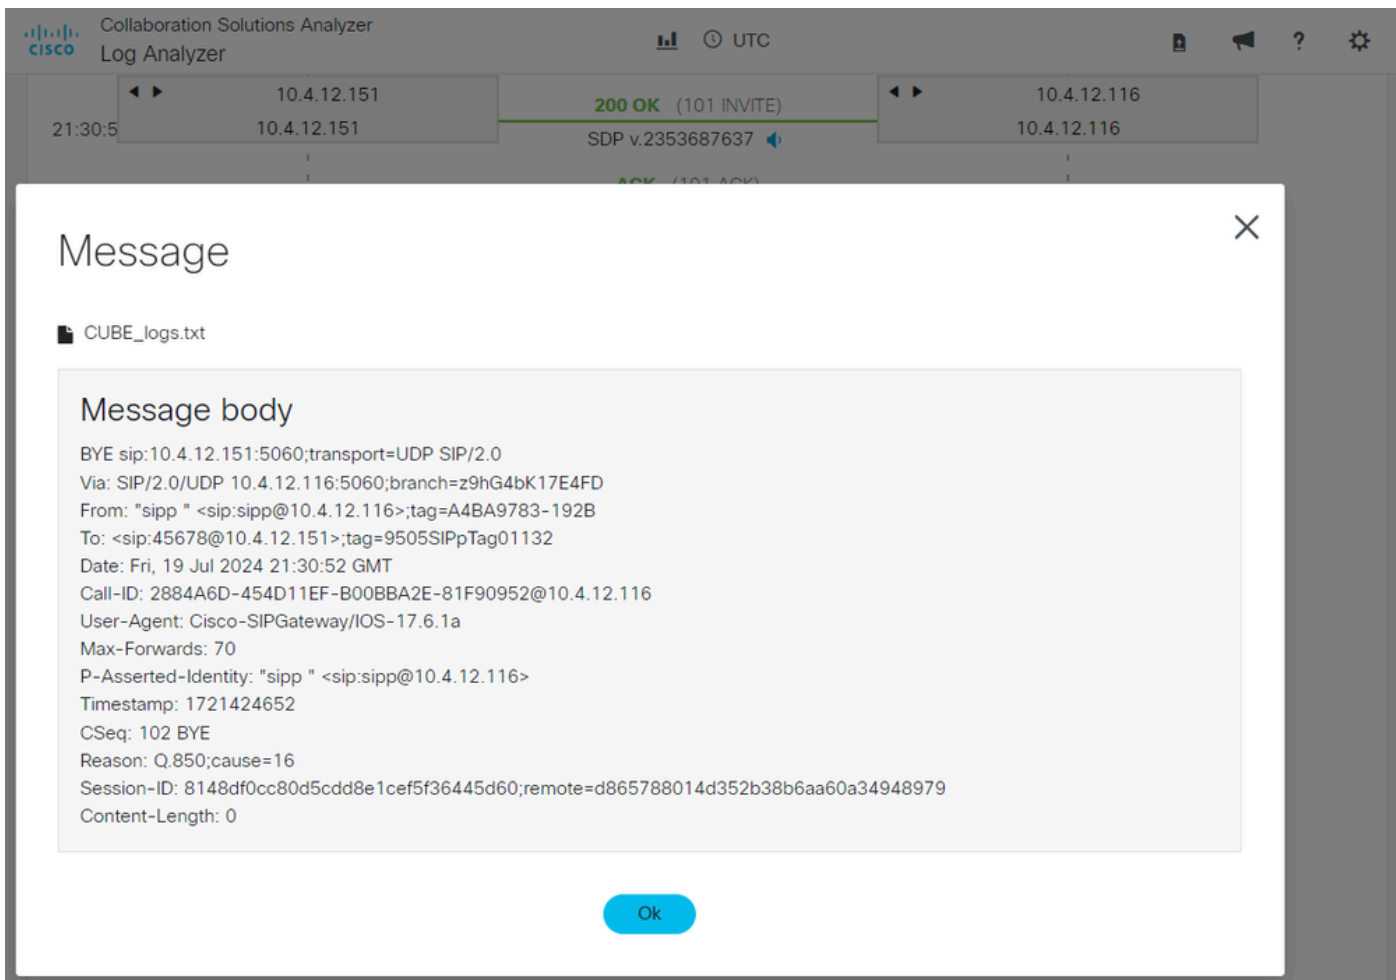 Collaboration Solutions Analyzer
CISCO
Log Analyzer
UTC
?
10.4.12.151
200 OK (101 INVITE)
10.4.12.116
21:30:5
10.4.12.151
SDP v.2353687637
10.4.12.116
ACK (101 ACK)
Message
CUBE_logs.txt
Message body
BYE sip:10.4.12.151:5060;transport=UDP SIP/2.0
Via: SIP/2.0/UDP 10.4.12.116:5060;branch=z9hG4bK17E4FD
From: "sipp " <sip:sipp@10.4.12.116>;tag=A4BA9783-192B
To: <sip:45678@10.4.12.151>;tag=9505SIPpTag01132
Date: Fri, 19 Jul 2024 21:30:52 GMT
Call-ID: 2884A6D-454D11EF-B00BBA2E-81F90952@10.4.12.116
User-Agent: Cisco-SIPGateway/IOS-17.6.1a
Max-Forwards: 70
P-Asserted-Identity: "sipp " <sip:sipp@10.4.12.116>
Timestamp: 1721424652
CSeq: 102 BYE
Reason: Q.850;cause=16
Session-ID: 8148df0cc80d5cdd8e1cef5f36445d60;remote=d865788014d352b38b6aa60a34948979
Content-Length: 0
Ok